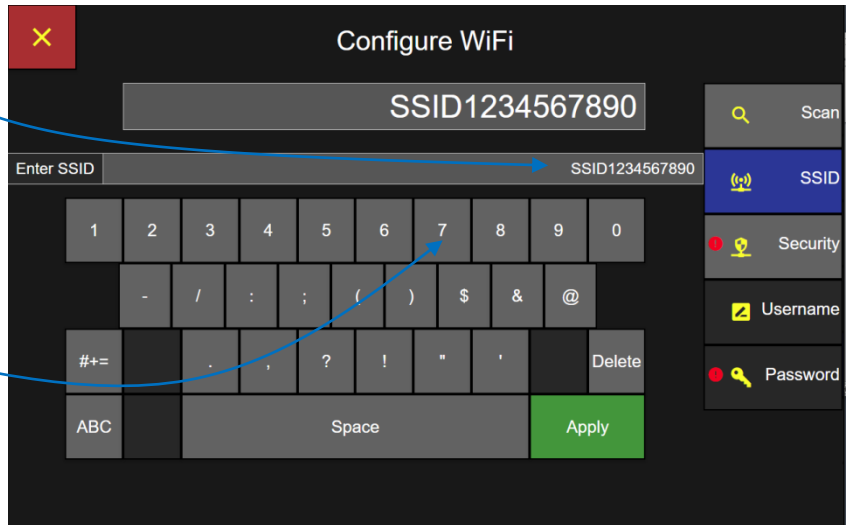 Configure WiFi
SSID1234567890
Scan
Enter SSID SSID1234567890
SSID
1 2 3 4 5 6 7 8 9 0
Security
- / : ; ( ) $ & @
Username
#+= . , ? ! " ' Delete
Password
ABC Space Apply